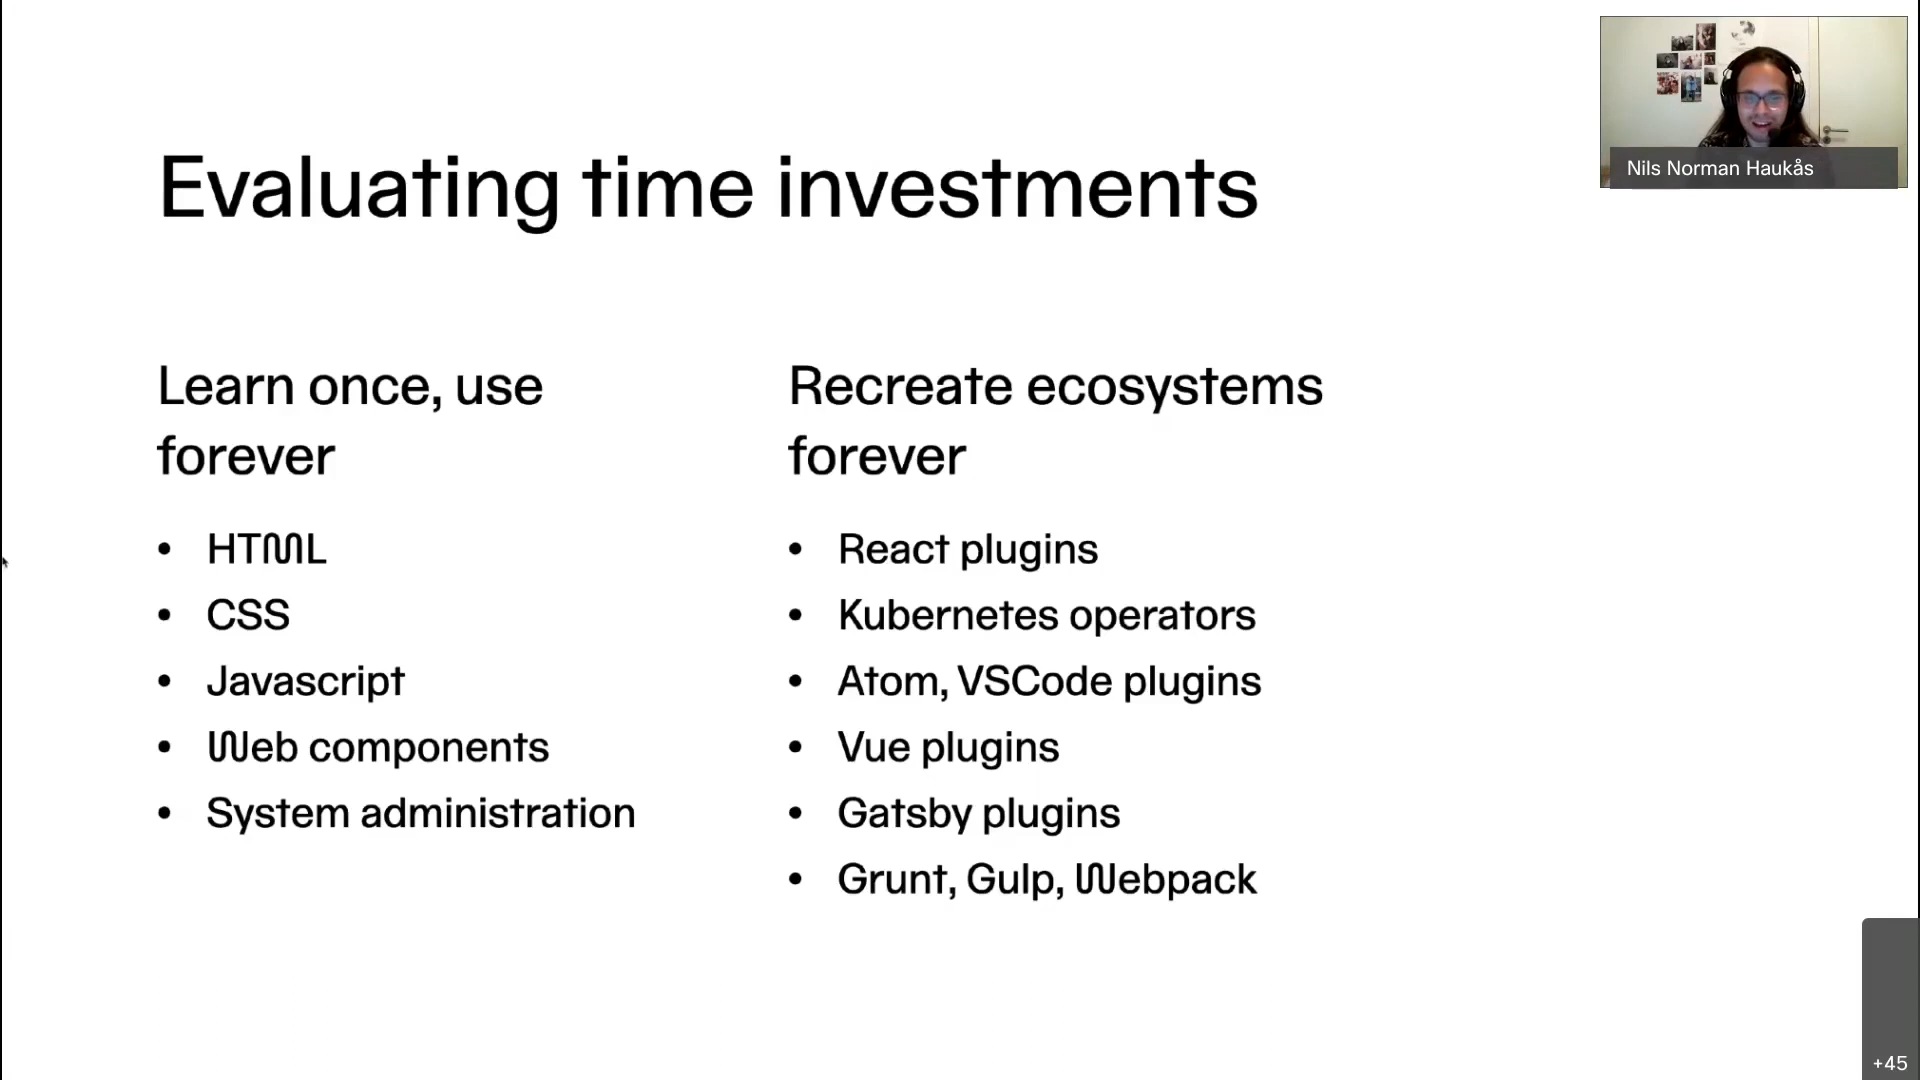 Evaluating time investments
Nils Norman Haukås
Learn once, use
forever
• HTML
• CSS
• Javascript
• Web components
• System administration
Recreate ecosystems
forever
• React plugins
• Kubernetes operators
• Atom, VSCode plugins
• Vue plugins
• Gatsby plugins
• Grunt, Gulp, Webpack
+45